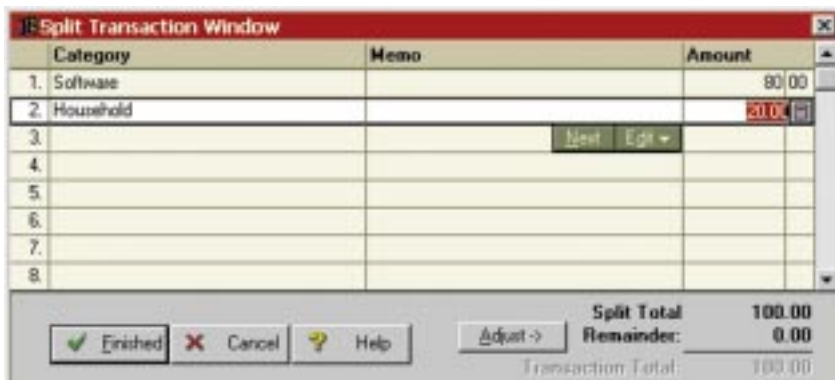 Split Transaction Window
Category Memo Amount
1. Software 80 00
2. Household 20.00
3. Next Edit
4.
5.
6.
7.
8.
Split Total 100.00
Finished Cancel Help Adjust -> Remainder: 0.00
Transaction Total: 100.00